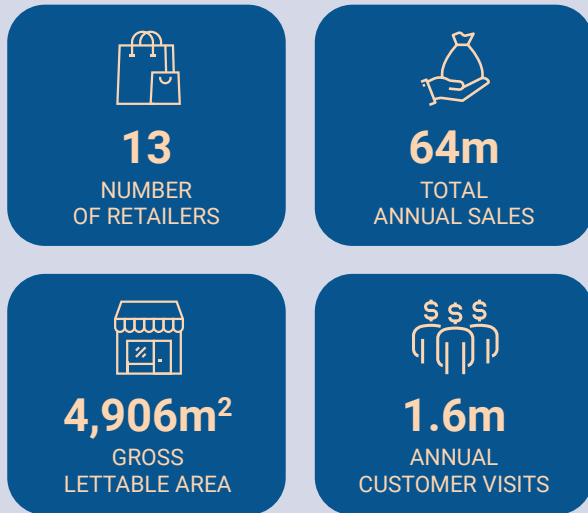 13
NUMBER
OF RETAILERS
64m
TOTAL
ANNUAL SALES
4,906m²
GROSS
LETTABLE AREA
$ $ $
1.6m
ANNUAL
CUSTOMER VISITS